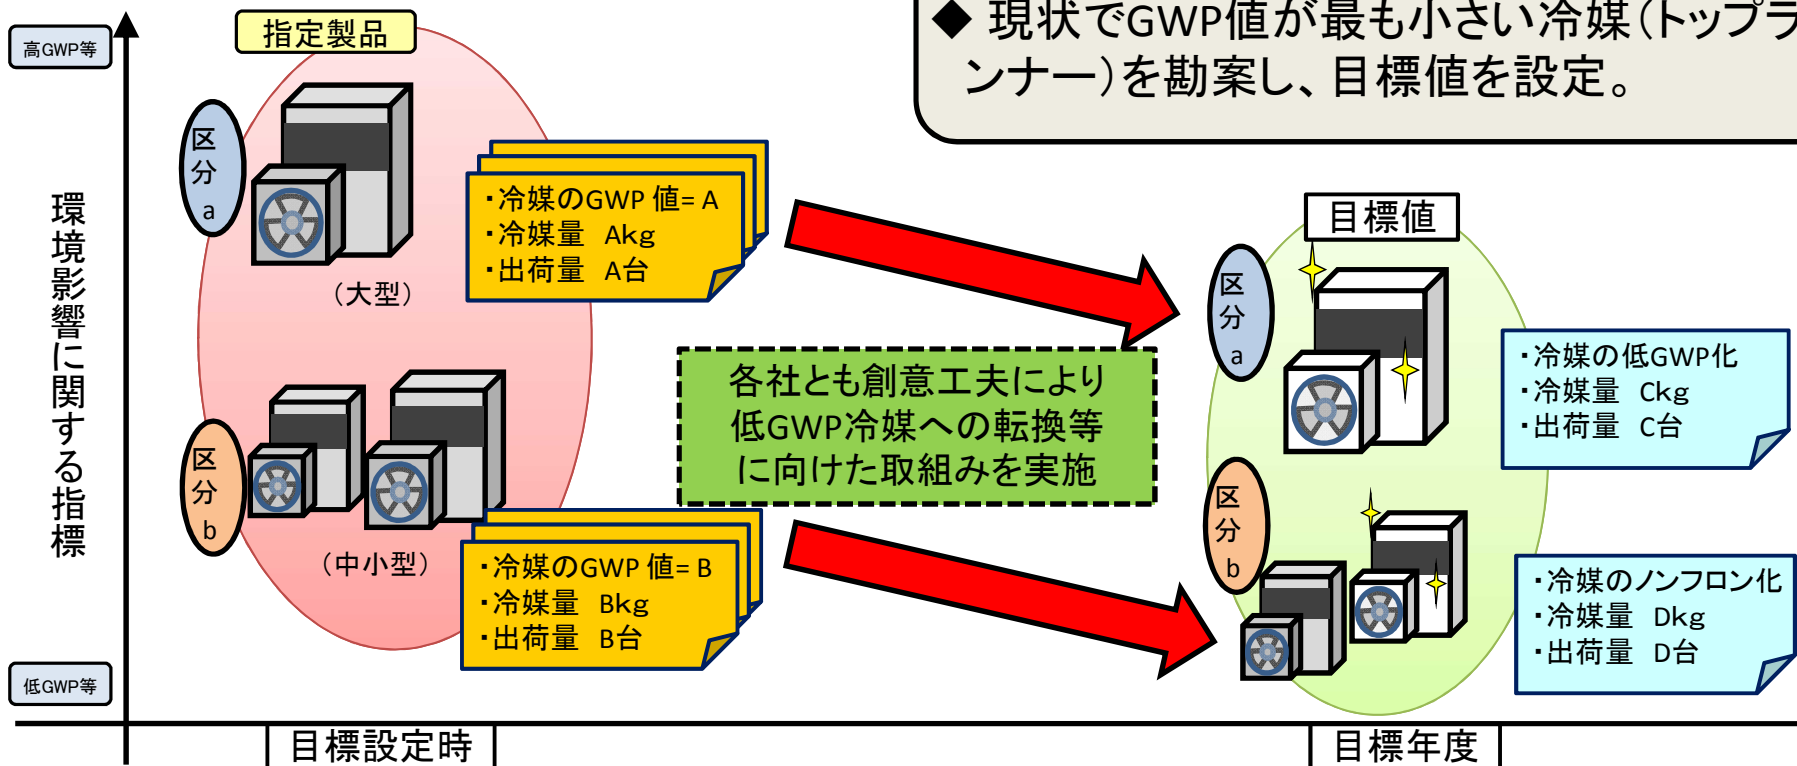 ◆ 現状でGWP値が最も小さい冷媒（トップラ
ンナー）を勘案し、目標値を設定。
高GWP等
環境影響に関する指標
低GWP等
指定製品
区分a
（大型）
・冷媒のGWP 値= A
・冷媒量 Akg
・出荷量 A台
区分b
（中小型）
・冷媒のGWP 値= B
・冷媒量 Bkg
・出荷量 B台
各社とも創意工夫により
低GWP冷媒への転換等
に向けた取組みを実施
目標値
区分a
・冷媒の低GWP化
・冷媒量 Ckg
・出荷量 C台
区分b
・冷媒のノンフロン化
・冷媒量 Dkg
・出荷量 D台
目標設定時
目標年度